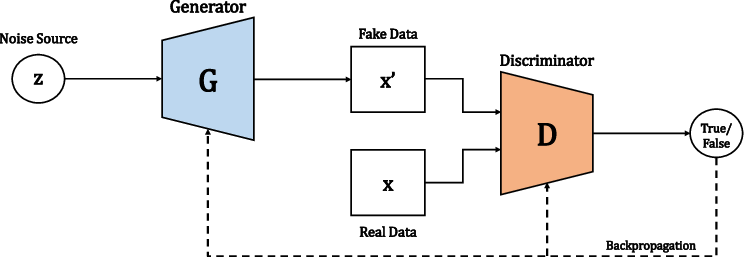 Generator
Noise Source
z
G
Fake Data
x’
Discriminator
D
True/
False
x
Real Data
Backpropagation